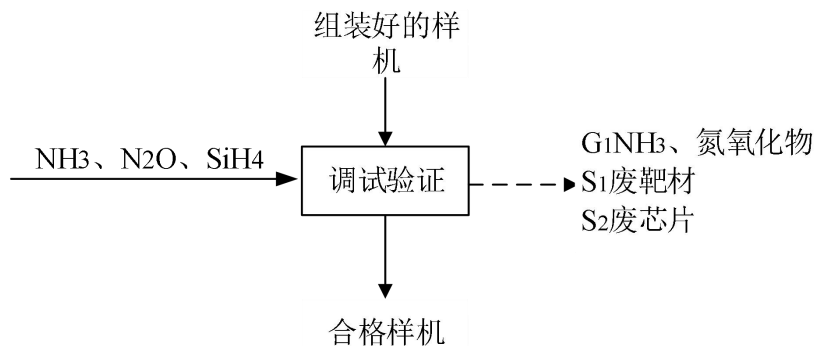 组装好的样
机
NH3、N2O、SiH4
调试验证
G1NH3、氮氧化物
S1废靶材
S2废芯片
合格样机